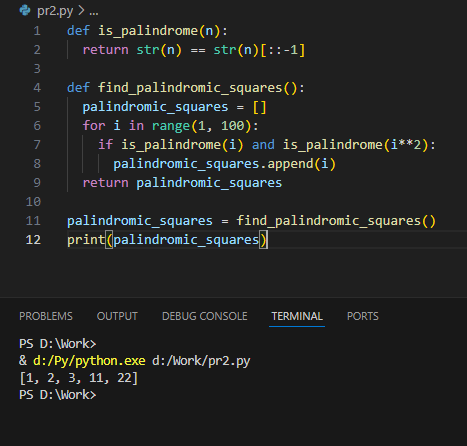 pr2.py > ...
1 def is_palindrome(n):
2 return str(n) == str(n)[::-1]
3
4 def find_palindromic_squares():
5 palindromic_squares = []
6 for i in range(1, 100):
7 if is_palindrome(i) and is_palindrome(i**2):
8 palindromic_squares.append(i)
9 return palindromic_squares
10
11 palindromic_squares = find_palindromic_squares()
12 print(palindromic_squares)
PROBLEMS OUTPUT DEBUG CONSOLE TERMINAL PORTS
PS D:\Work>
& d:/Py/python.exe d:/Work/pr2.py
[1, 2, 3, 11, 22]
PS D:\Work>